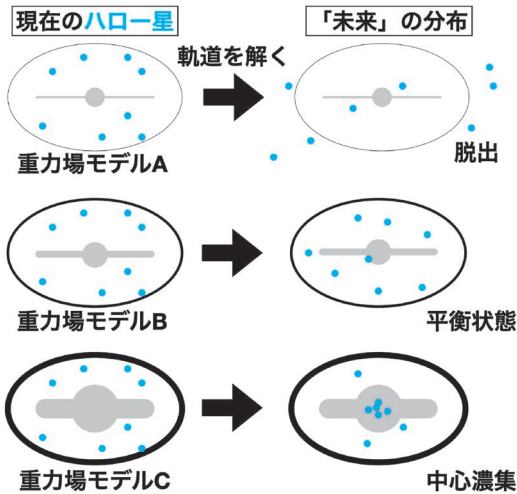 現在のハロー星
「未来」の分布
軌道を解く
重力場モデルA
脱出
重力場モデルB
平衡状態
重力場モデルC
中心濃集